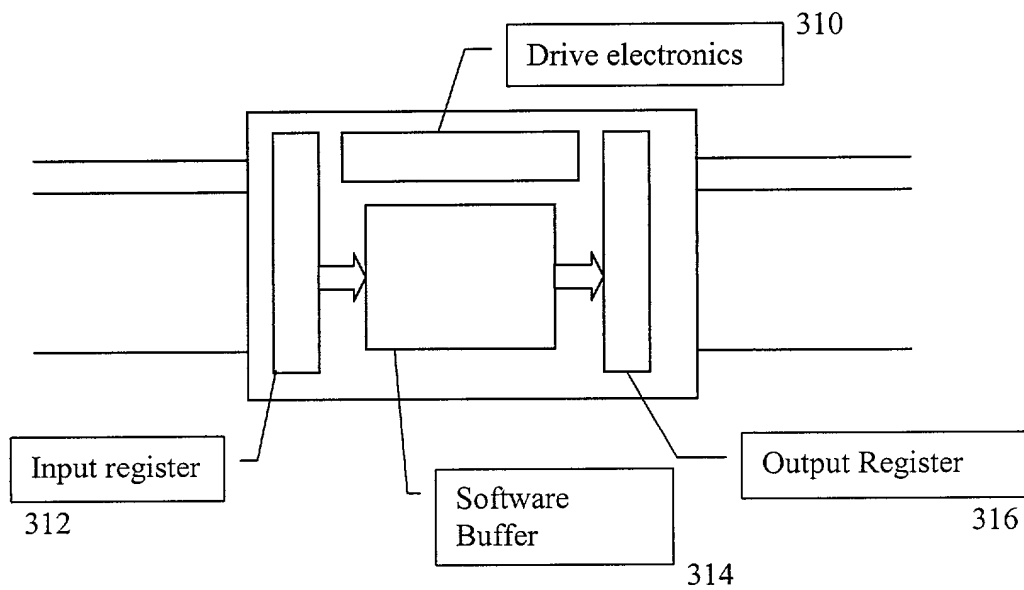 310
Drive electronics
Input register
312
Software
Buffer
314
Output Register
316